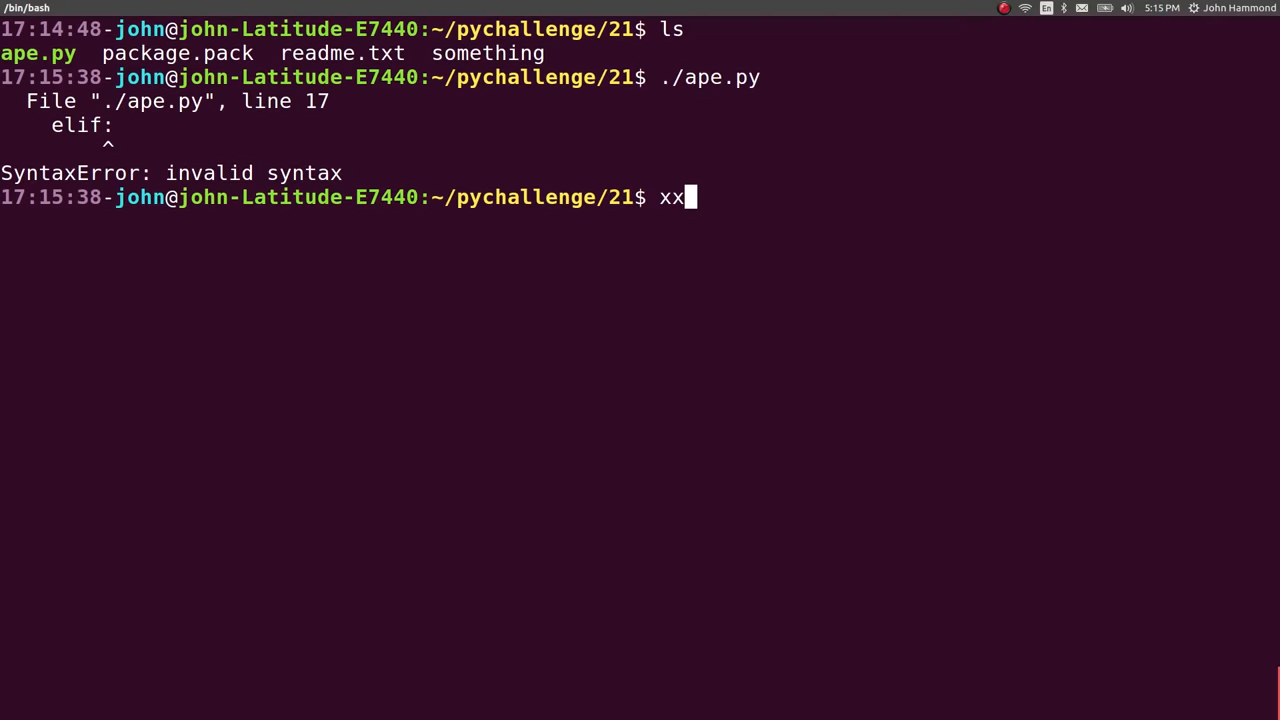 /bin/bash En 5:15 PM John Hammond
17:14:48-john@john-Latitude-E7440:~/pychallenge/21$ ls
ape.py package.pack readme.txt something
17:15:38-john@john-Latitude-E7440:~/pychallenge/21$ ./ape.py
File "./ape.py", line 17
elif:
^
SyntaxError: invalid syntax
17:15:38-john@john-Latitude-E7440:~/pychallenge/21$ xx